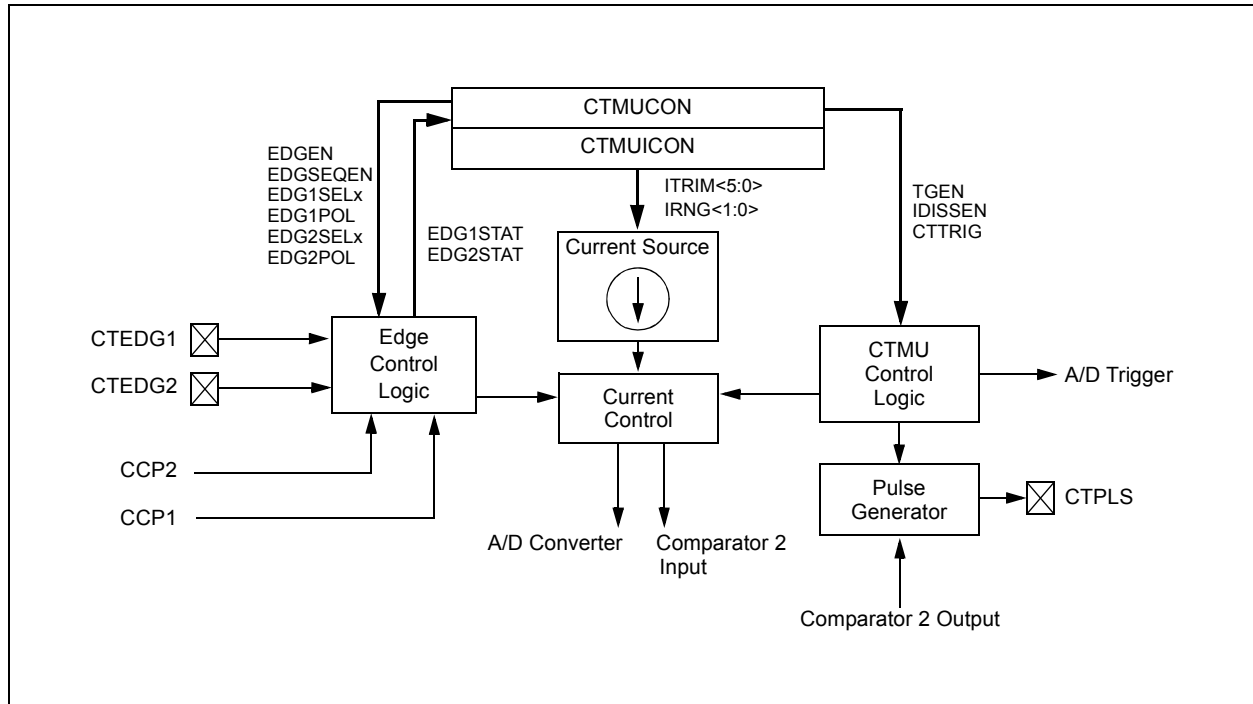 CTMUCON
CTMUICON
EDGEN
EDGSEQEN
EDG1SELx
EDG1POL
EDG2SELx
EDG2POL
EDG1STAT
EDG2STAT
ITRIM<5:0>
IRNG<1:0>
TGEN
IDISSEN
CTTRIG
Current Source
CTEDG1
CTEDG2
Edge
Control
Logic
Current
Control
CTMU
Control
Logic
A/D Trigger
CCP2
CCP1
Pulse
Generator
CTPLS
A/D Converter
Comparator 2
Input
Comparator 2 Output